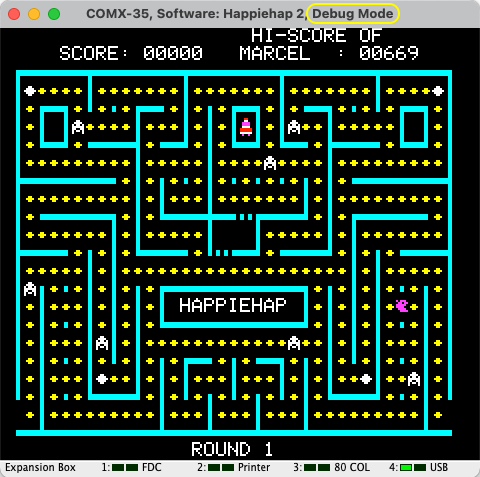 COMX-35, Software: Happiehap 2, Debug Mode
HI-SCORE OF
SCORE: 00000 MARCEL : 00669
HAPPIEHAP
ROUND 1
Expansion Box 1: FDC 2: Printer 3: 80 COL 4: USB